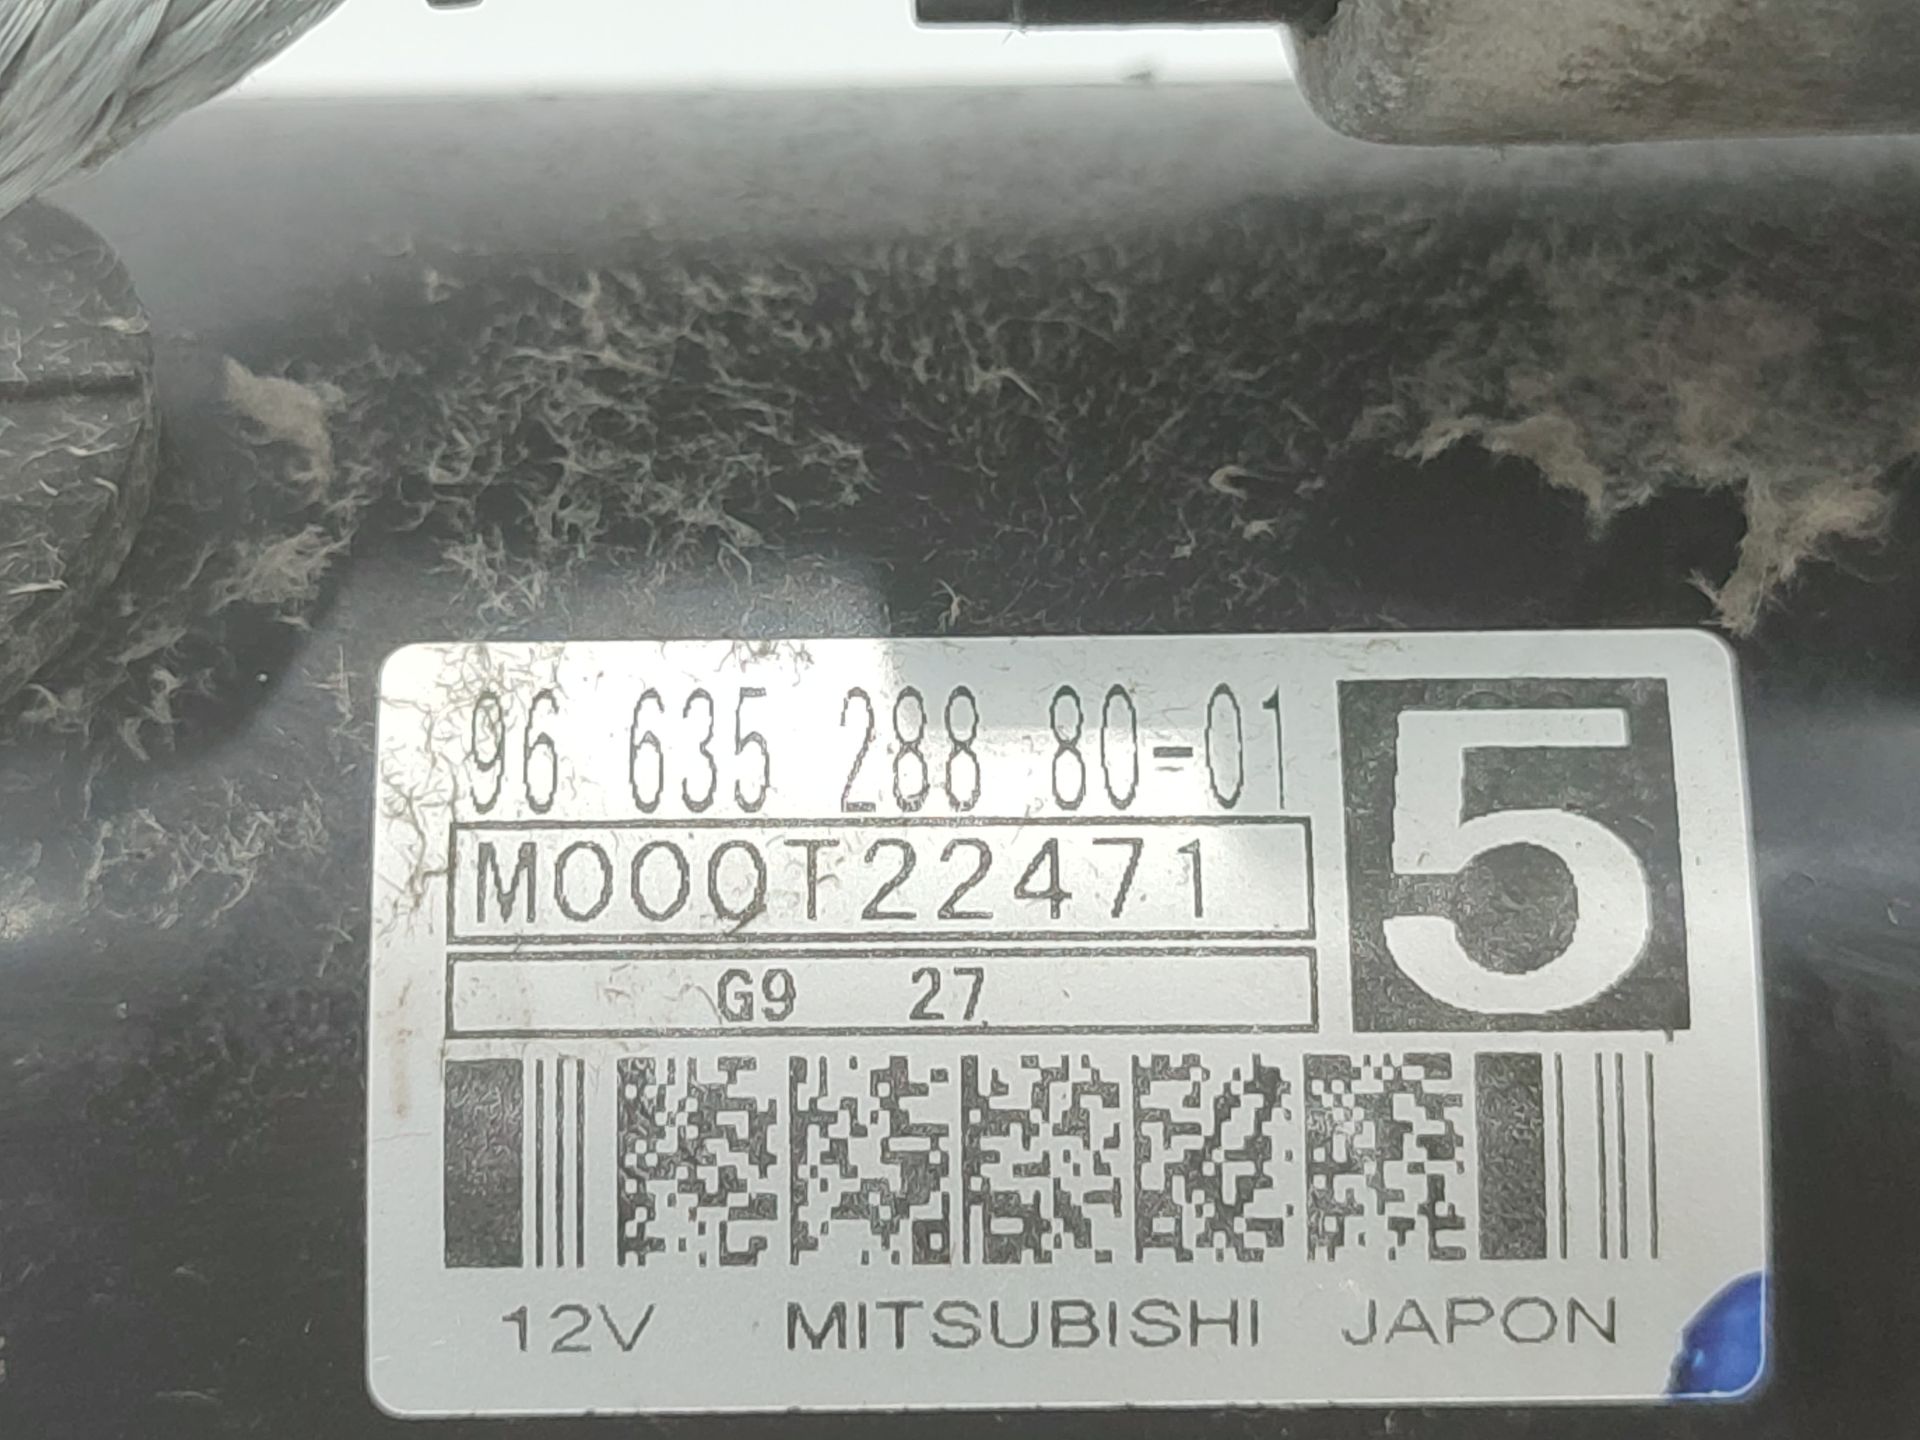 96 635 288 80-01
5
M000T22471
G9 27
12V MITSUBISHI JAPON